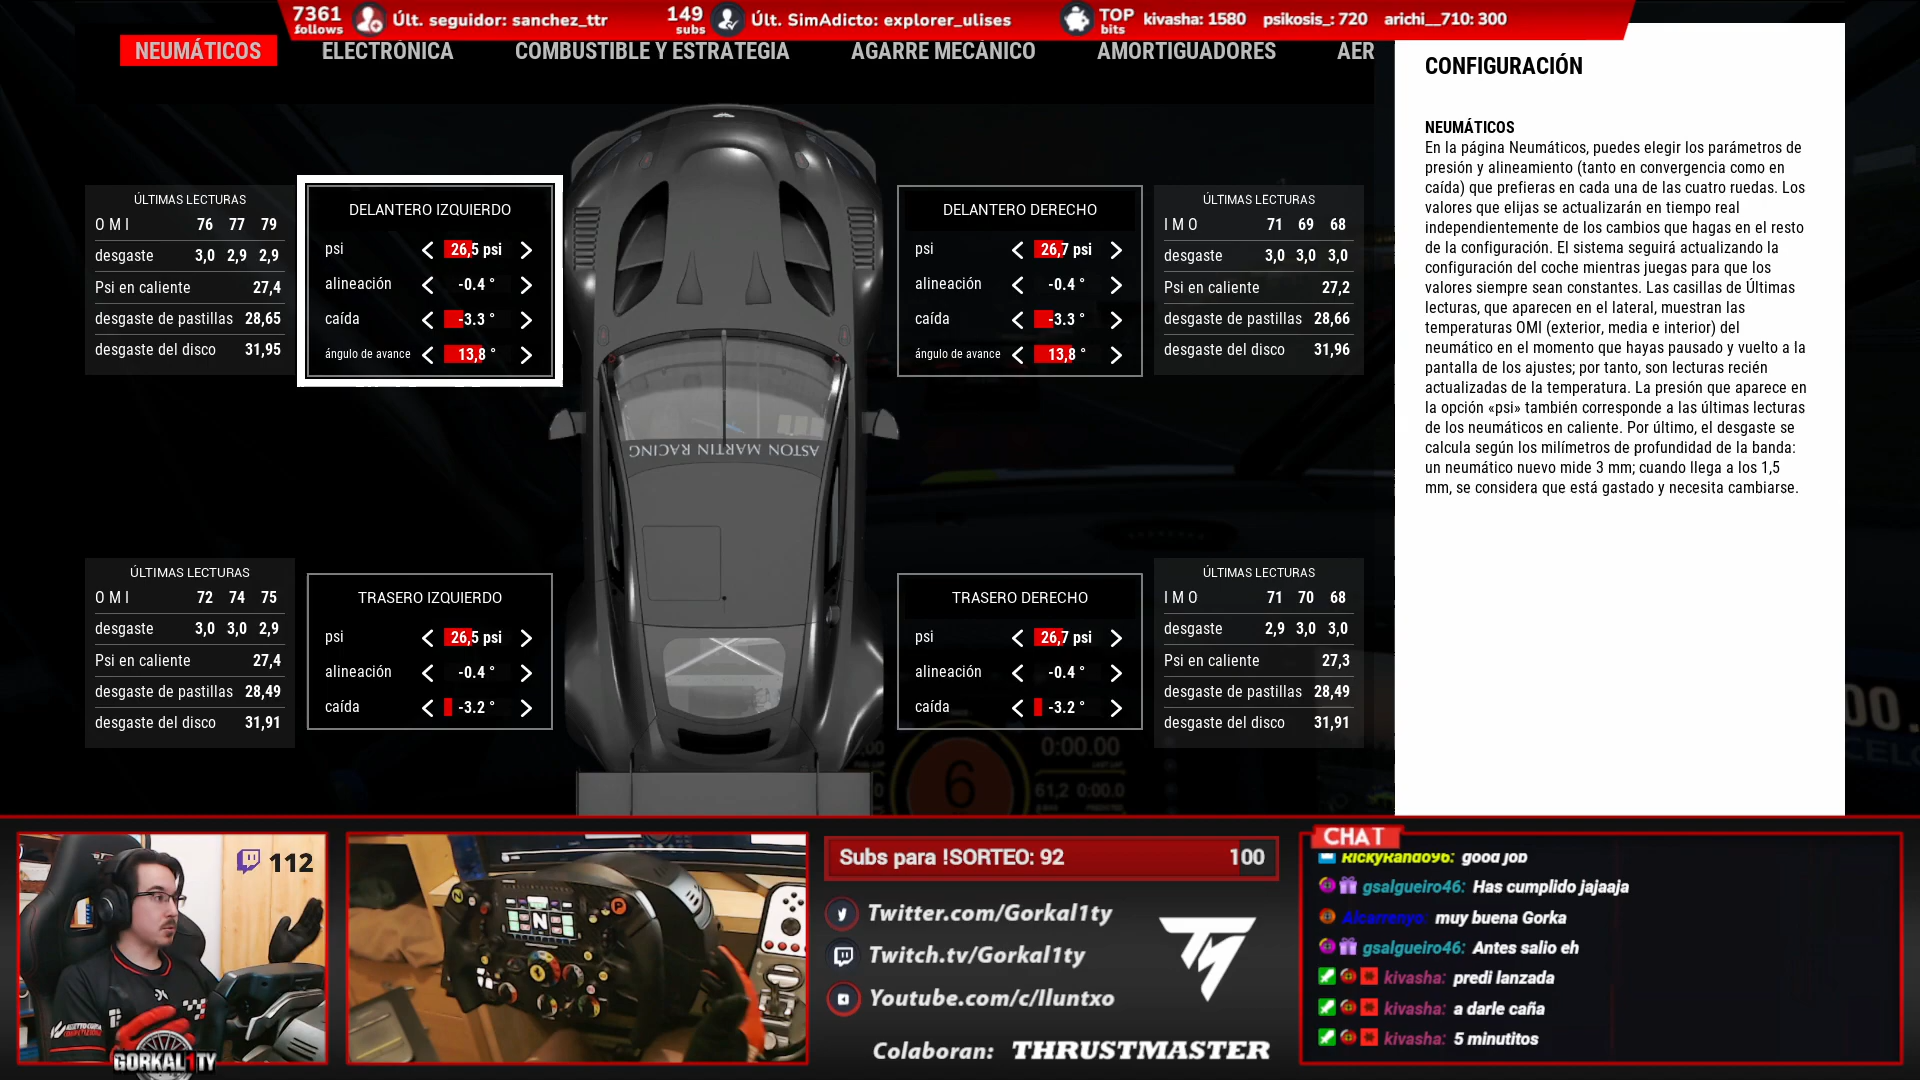 7361 follows
Últ. seguidor: sanchez_ttr
149 subs
Últ. SimAdicto: explorer_ulises
TOP bits
kivasha: 1580 psikosis_: 720 arichi__710: 300
NEUMÁTICOS
ELECTRÓNICA
COMBUSTIBLE Y ESTRATEGIA
AGARRE MECÁNICO
AMORTIGUADORES
AER
ÚLTIMAS LECTURAS
O M I 76 77 79
desgaste 3,0 2,9 2,9
Psi en caliente 27,4
desgaste de pastillas 28,65
desgaste del disco 31,95
DELANTERO IZQUIERDO
psi 26,5 psi
alineación -0.4 °
caída -3.3 °
ángulo de avance 13,8 °
DELANTERO DERECHO
psi 26,7 psi
alineación -0.4 °
caída -3.3 °
ángulo de avance 13,8 °
ÚLTIMAS LECTURAS
I M O 71 69 68
desgaste 3,0 3,0 3,0
Psi en caliente 27,2
desgaste de pastillas 28,66
desgaste del disco 31,96
ASTON MARTIN RACING
ÚLTIMAS LECTURAS
O M I 72 74 75
desgaste 3,0 3,0 2,9
Psi en caliente 27,4
desgaste de pastillas 28,49
desgaste del disco 31,91
TRASERO IZQUIERDO
psi 26,5 psi
alineación -0.4 °
caída -3.2 °
TRASERO DERECHO
psi 26,7 psi
alineación -0.4 °
caída -3.2 °
ÚLTIMAS LECTURAS
I M O 71 70 68
desgaste 2,9 3,0 3,0
Psi en caliente 27,3
desgaste de pastillas 28,49
desgaste del disco 31,91
6
0:00.00
61,2 0:00.0
CONFIGURACIÓN
NEUMÁTICOS
En la página Neumáticos, puedes elegir los parámetros de
presión y alineamiento (tanto en convergencia como en
caída) que prefieras en cada una de las cuatro ruedas. Los
valores que elijas se actualizarán en tiempo real
independientemente de los cambios que hagas en el resto
de la configuración. El sistema seguirá actualizando la
configuración del coche mientras juegas para que los
valores siempre sean constantes. Las casillas de Últimas
lecturas, que aparecen en el lateral, muestran las
temperaturas OMI (exterior, media e interior) del
neumático en el momento que hayas pausado y vuelto a la
pantalla de los ajustes; por tanto, son lecturas recién
actualizadas de la temperatura. La presión que aparece en
la opción «psi» también corresponde a las últimas lecturas
de los neumáticos en caliente. Por último, el desgaste se
calcula según los milímetros de profundidad de la banda:
un neumático nuevo mide 3 mm; cuando llega a los 1,5
mm, se considera que está gastado y necesita cambiarse.
112
GORKAL1TY
N
P
Subs para !SORTEO: 92 100
Twitter.com/Gorkal1ty
Twitch.tv/Gorkal1ty
Youtube.com/c/Iluntxo
Colaboran: THRUSTMASTER
CHAT
RickyRando96: good job
gsalgueiro46: Has cumplido jajaaja
Alcarrenyo: muy buena Gorka
gsalgueiro46: Antes salio eh
kivasha: predi lanzada
kivasha: a darle caña
kivasha: 5 minutitos